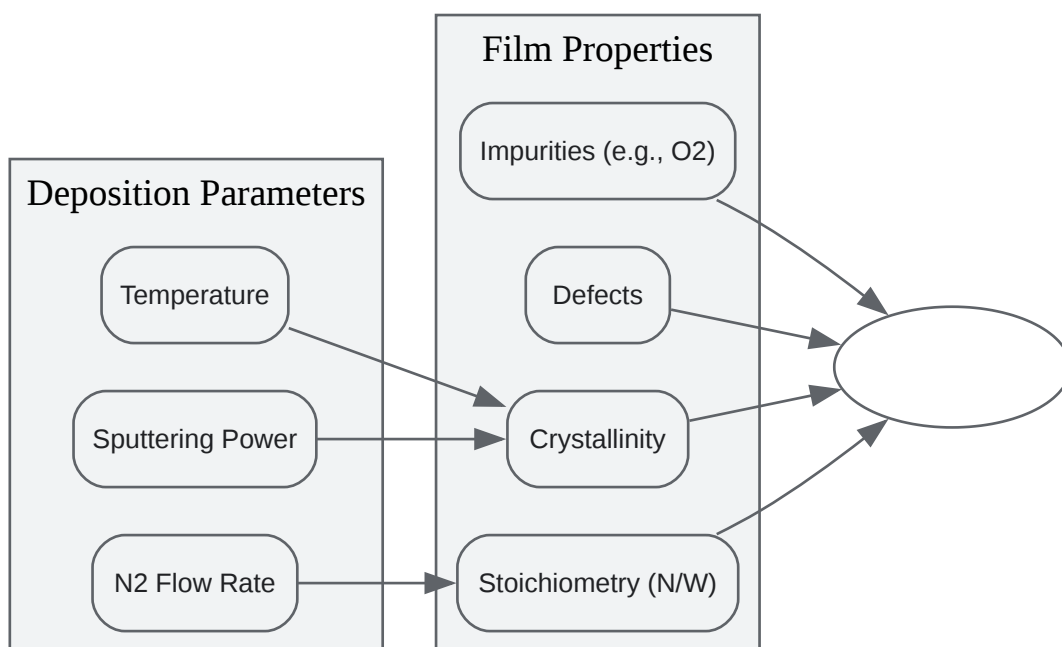 Film Properties
Impurities (e.g., O2)
Deposition Parameters
Temperature
Defects
Sputtering Power
Crystallinity
N2 Flow Rate
Stoichiometry (N/W)